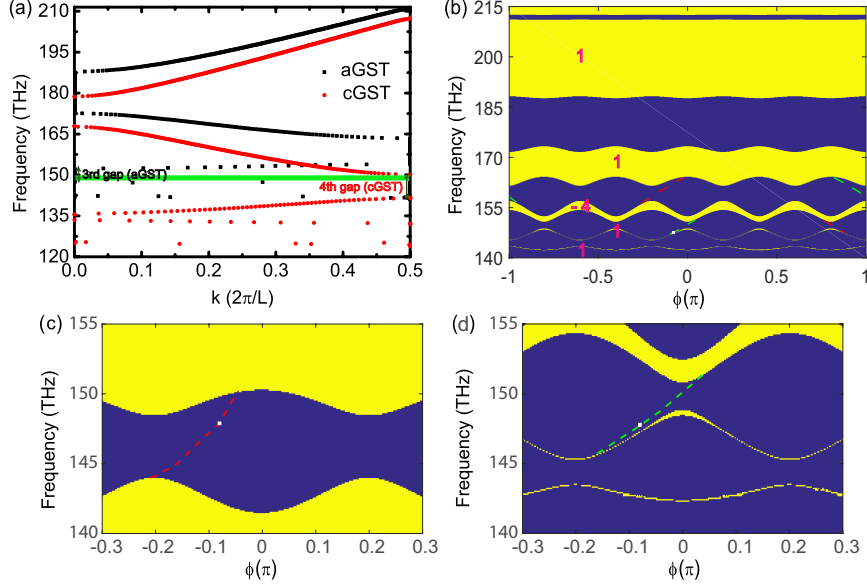 (a)
210
195
180
165
150
135
120
Frequency (THz)
aGST
cGST
3rd gap (aGST)
4th gap (cGST)
0.0 0.1 0.2 0.3 0.4 0.5
k (2π/L)
(b)
215
200
185
170
155
140
Frequency (THz)
1
1
- 4
1
1
-1 -0.5 0 0.5 1
ϕ(π)
(c)
155
150
145
140
Frequency (THz)
-0.3 -0.2 -0.1 0 0.1 0.2 0.3
ϕ(π)
(d)
155
150
145
140
Frequency (THz)
-0.3 -0.2 -0.1 0 0.1 0.2 0.3
ϕ(π)